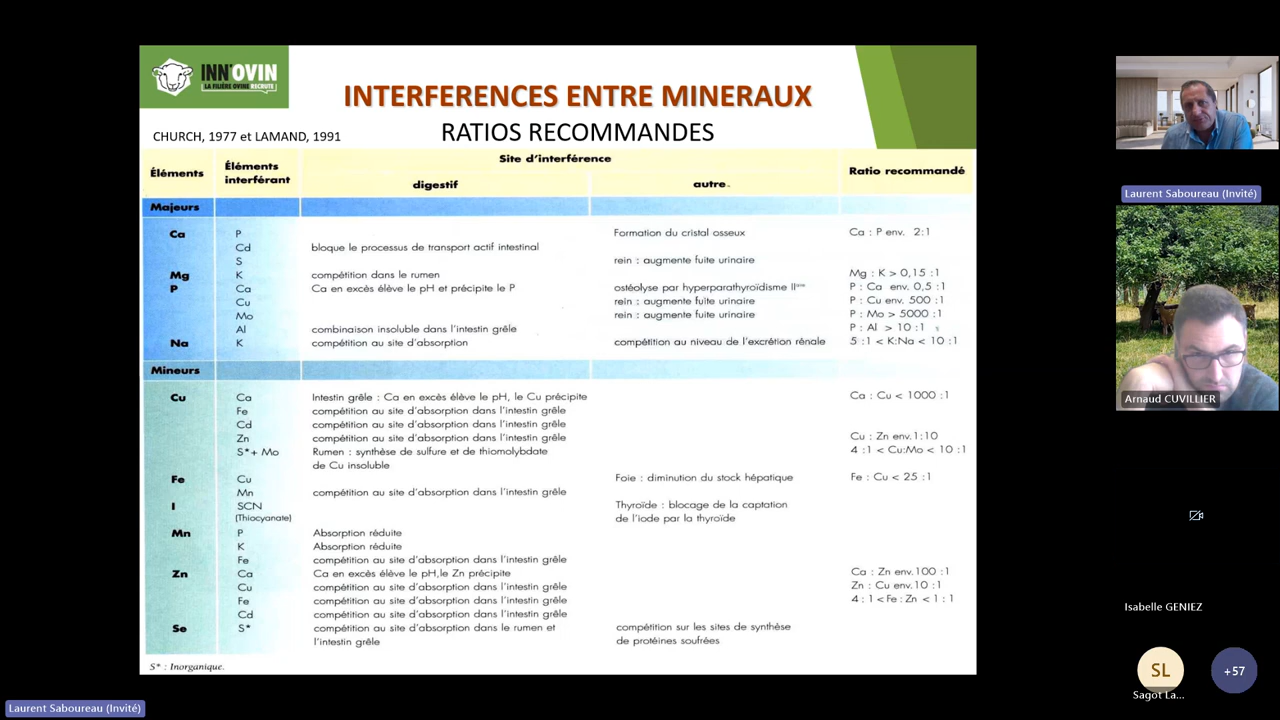 INN'OVIN
LA FILIÈRE OVINE RECRUTE
INTERFERENCES ENTRE MINERAUX
CHURCH, 1977 et LAMAND, 1991
RATIOS RECOMMANDES
Éléments
Éléments interférant
Site d'interférence
digestif
autre
Ratio recommandé
Majeurs
Ca P Formation du cristal osseux Ca : P env. 2:1
Cd bloque le processus de transport actif intestinal
S rein : augmente fuite urinaire
Mg K compétition dans le rumen Mg : K > 0,15 :1
P Ca Ca en excés élève le pH et précipite le P ostéolyse par hyperparathyroïdisme II P : Ca env. 0,5 :1
Cu rein : augmente fuite urinaire P : Cu env. 500 :1
Mo rein : augmente fuite urinaire P : Mo > 5000 :1
Al combinaison insoluble dans l'intestin grêle P : Al > 10 :1
Na K compétition au site d'absorption compétition au niveau de l'excrétion rénale 5 :1 < K:Na < 10 :1
Mineurs
Cu Ca Intestin grêle : Ca en excés élève le pH, le Cu précipite Ca : Cu < 1000 :1
Fe compétition au site d'absorption dans l'intestin grêle
Cd compétition au site d'absorption dans l'intestin grêle
Zn compétition au site d'absorption dans l'intestin grêle Cu : Zn env.1:10
S*+ Mo Rumen : synthèse de sulfure et de thiomolybdate 4 :1 < Cu:Mo < 10 :1
de Cu insoluble
Fe Cu Foie : diminution du stock hépatique Fe : Cu < 25 :1
Mn compétition au site d'absorption dans l'intestin grêle
I SCN Thyroïde : blocage de la captation
(Thiocyanate) de l'iode par la thyroïde
Mn P Absorption réduite
K Absorption réduite
Fe compétition au site d'absorption dans l'intestin grêle
Zn Ca Ca en excés élève le pH,le Zn précipite Ca : Zn env.100 :1
Cu compétition au site d'absorption dans l'intestin grêle Zn : Cu env.10 :1
Fe compétition au site d'absorption dans l'intestin grêle 4 : 1 < Fe : Zn < 1 : 1
Cd compétition au site d'absorption dans l'intestin grêle
Se S* compétition au site d'absorption dans le rumen et compétition sur les sites de synthèse
l'intestin grêle de protéines soufrées
S* : Inorganique.
Laurent Saboureau (Invité)
Laurent Saboureau (Invité)
Arnaud CUVILLIER
Isabelle GENIEZ
SL
Sagot La...
+57